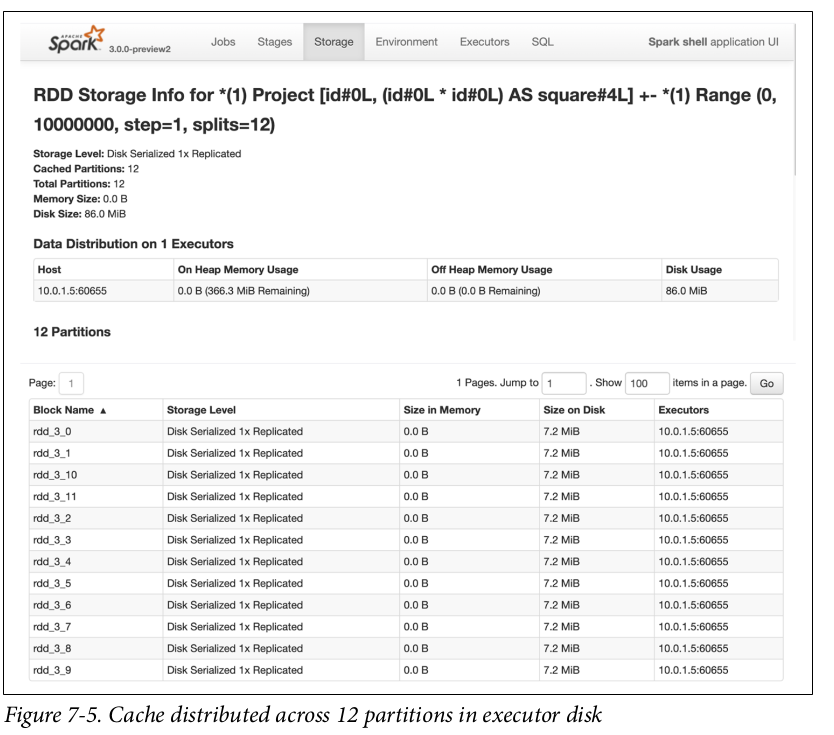 APACHE
Spark 3.0.0-preview2 Jobs Stages Storage Environment Executors SQL Spark shell application UI
RDD Storage Info for *(1) Project [id#0L, (id#0L * id#0L) AS square#4L] +- *(1) Range (0,
10000000, step=1, splits=12)
Storage Level: Disk Serialized 1x Replicated
Cached Partitions: 12
Total Partitions: 12
Memory Size: 0.0 B
Disk Size: 86.0 MiB
Data Distribution on 1 Executors
Host On Heap Memory Usage Off Heap Memory Usage Disk Usage
10.0.1.5:60655 0.0 B (366.3 MiB Remaining) 0.0 B (0.0 B Remaining) 86.0 MiB
12 Partitions
Page: 1 1 Pages. Jump to 1 . Show 100 items in a page. Go
Block Name ▲ Storage Level Size in Memory Size on Disk Executors
rdd_3_0 Disk Serialized 1x Replicated 0.0 B 7.2 MiB 10.0.1.5:60655
rdd_3_1 Disk Serialized 1x Replicated 0.0 B 7.2 MiB 10.0.1.5:60655
rdd_3_10 Disk Serialized 1x Replicated 0.0 B 7.2 MiB 10.0.1.5:60655
rdd_3_11 Disk Serialized 1x Replicated 0.0 B 7.2 MiB 10.0.1.5:60655
rdd_3_2 Disk Serialized 1x Replicated 0.0 B 7.2 MiB 10.0.1.5:60655
rdd_3_3 Disk Serialized 1x Replicated 0.0 B 7.2 MiB 10.0.1.5:60655
rdd_3_4 Disk Serialized 1x Replicated 0.0 B 7.2 MiB 10.0.1.5:60655
rdd_3_5 Disk Serialized 1x Replicated 0.0 B 7.2 MiB 10.0.1.5:60655
rdd_3_6 Disk Serialized 1x Replicated 0.0 B 7.2 MiB 10.0.1.5:60655
rdd_3_7 Disk Serialized 1x Replicated 0.0 B 7.2 MiB 10.0.1.5:60655
rdd_3_8 Disk Serialized 1x Replicated 0.0 B 7.2 MiB 10.0.1.5:60655
rdd_3_9 Disk Serialized 1x Replicated 0.0 B 7.2 MiB 10.0.1.5:60655
Figure 7-5. Cache distributed across 12 partitions in executor disk